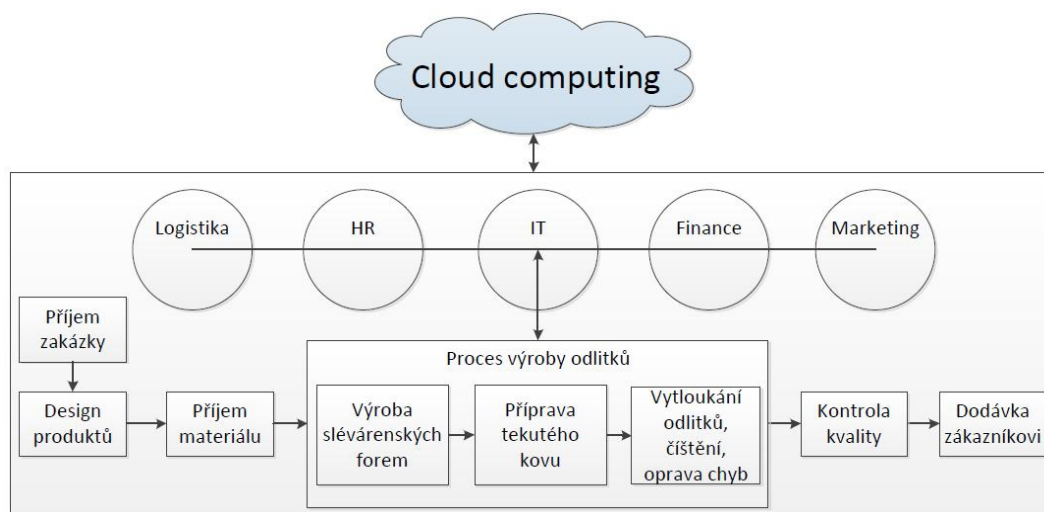 Cloud computing
Logistika
HR
IT
Finance
Marketing
Příjem
zakázky
Proces výroby odlitků
Design
produktů
Příjem
materiálu
Výroba
slévárenských
forem
Příprava
tekutého
kovu
Vytloukání
odlitků,
číštění,
oprava chyb
Kontrola
kvality
Dodávka
zákazníkovi